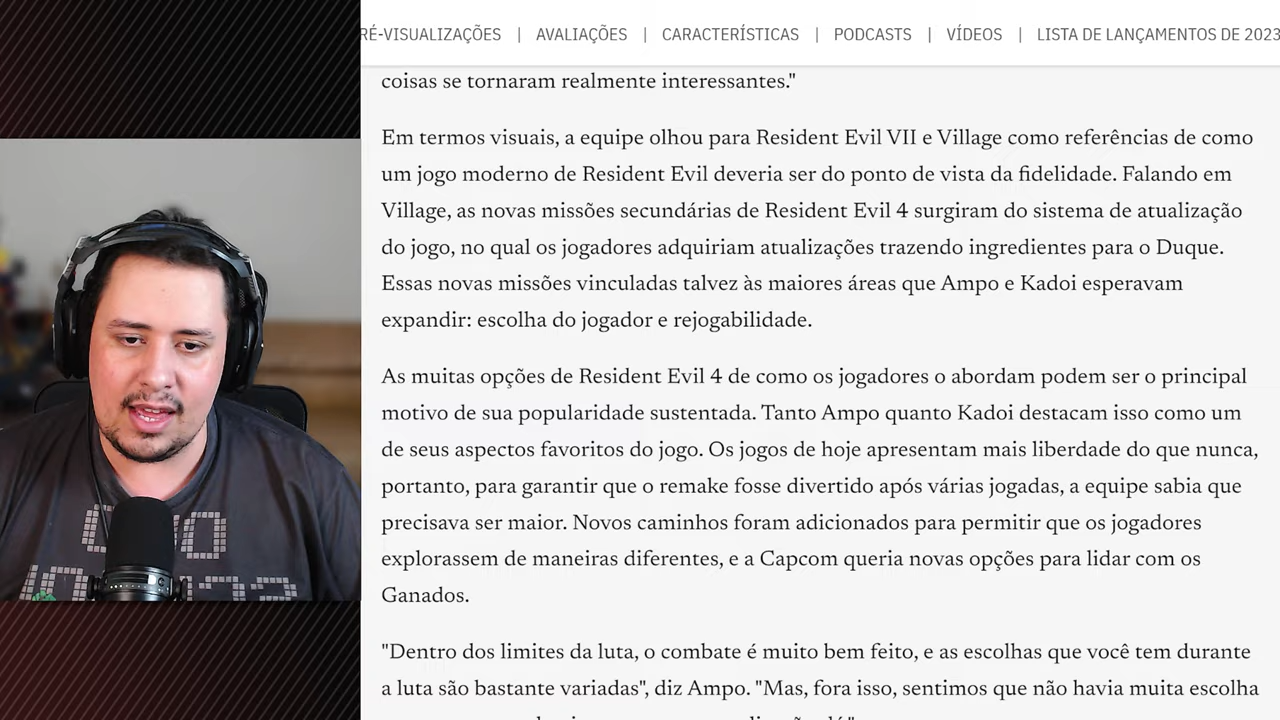 RÉ-VISUALIZAÇÕES | AVALIAÇÕES | CARACTERÍSTICAS | PODCASTS | VÍDEOS | LISTA DE LANÇAMENTOS DE 2023
coisas se tornaram realmente interessantes."
Em termos visuais, a equipe olhou para Resident Evil VII e Village como referências de como
um jogo moderno de Resident Evil deveria ser do ponto de vista da fidelidade. Falando em
Village, as novas missões secundárias de Resident Evil 4 surgiram do sistema de atualização
do jogo, no qual os jogadores adquiriam atualizações trazendo ingredientes para o Duque.
Essas novas missões vinculadas talvez às maiores áreas que Ampo e Kadoi esperavam
expandir: escolha do jogador e rejogabilidade.
As muitas opções de Resident Evil 4 de como os jogadores o abordam podem ser o principal
motivo de sua popularidade sustentada. Tanto Ampo quanto Kadoi destacam isso como um
de seus aspectos favoritos do jogo. Os jogos de hoje apresentam mais liberdade do que nunca,
portanto, para garantir que o remake fosse divertido após várias jogadas, a equipe sabia que
precisava ser maior. Novos caminhos foram adicionados para permitir que os jogadores
explorassem de maneiras diferentes, e a Capcom queria novas opções para lidar com os
Ganados.
"Dentro dos limites da luta, o combate é muito bem feito, e as escolhas que você tem durante
a luta são bastante variadas", diz Ampo. "Mas, fora isso, sentimos que não havia muita escolha